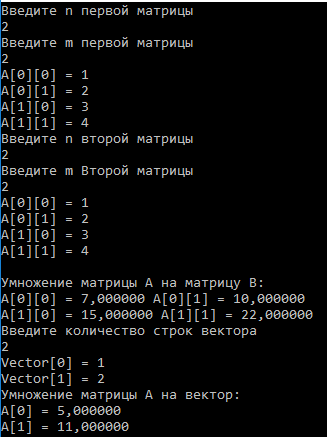 Введите n первой матрицы
2
Введите m первой матрицы
2
A[0][0] = 1
A[0][1] = 2
A[1][0] = 3
A[1][1] = 4
Введите n второй матрицы
2
Введите m Второй матрицы
2
A[0][0] = 1
A[0][1] = 2
A[1][0] = 3
A[1][1] = 4
Умножение матрицы А на матрицу В:
A[0][0] = 7,000000 A[0][1] = 10,000000
A[1][0] = 15,000000 A[1][1] = 22,000000
Введите количество строк вектора
2
Vector[0] = 1
Vector[1] = 2
Умножение матрицы А на вектор:
A[0] = 5,000000
A[1] = 11,000000